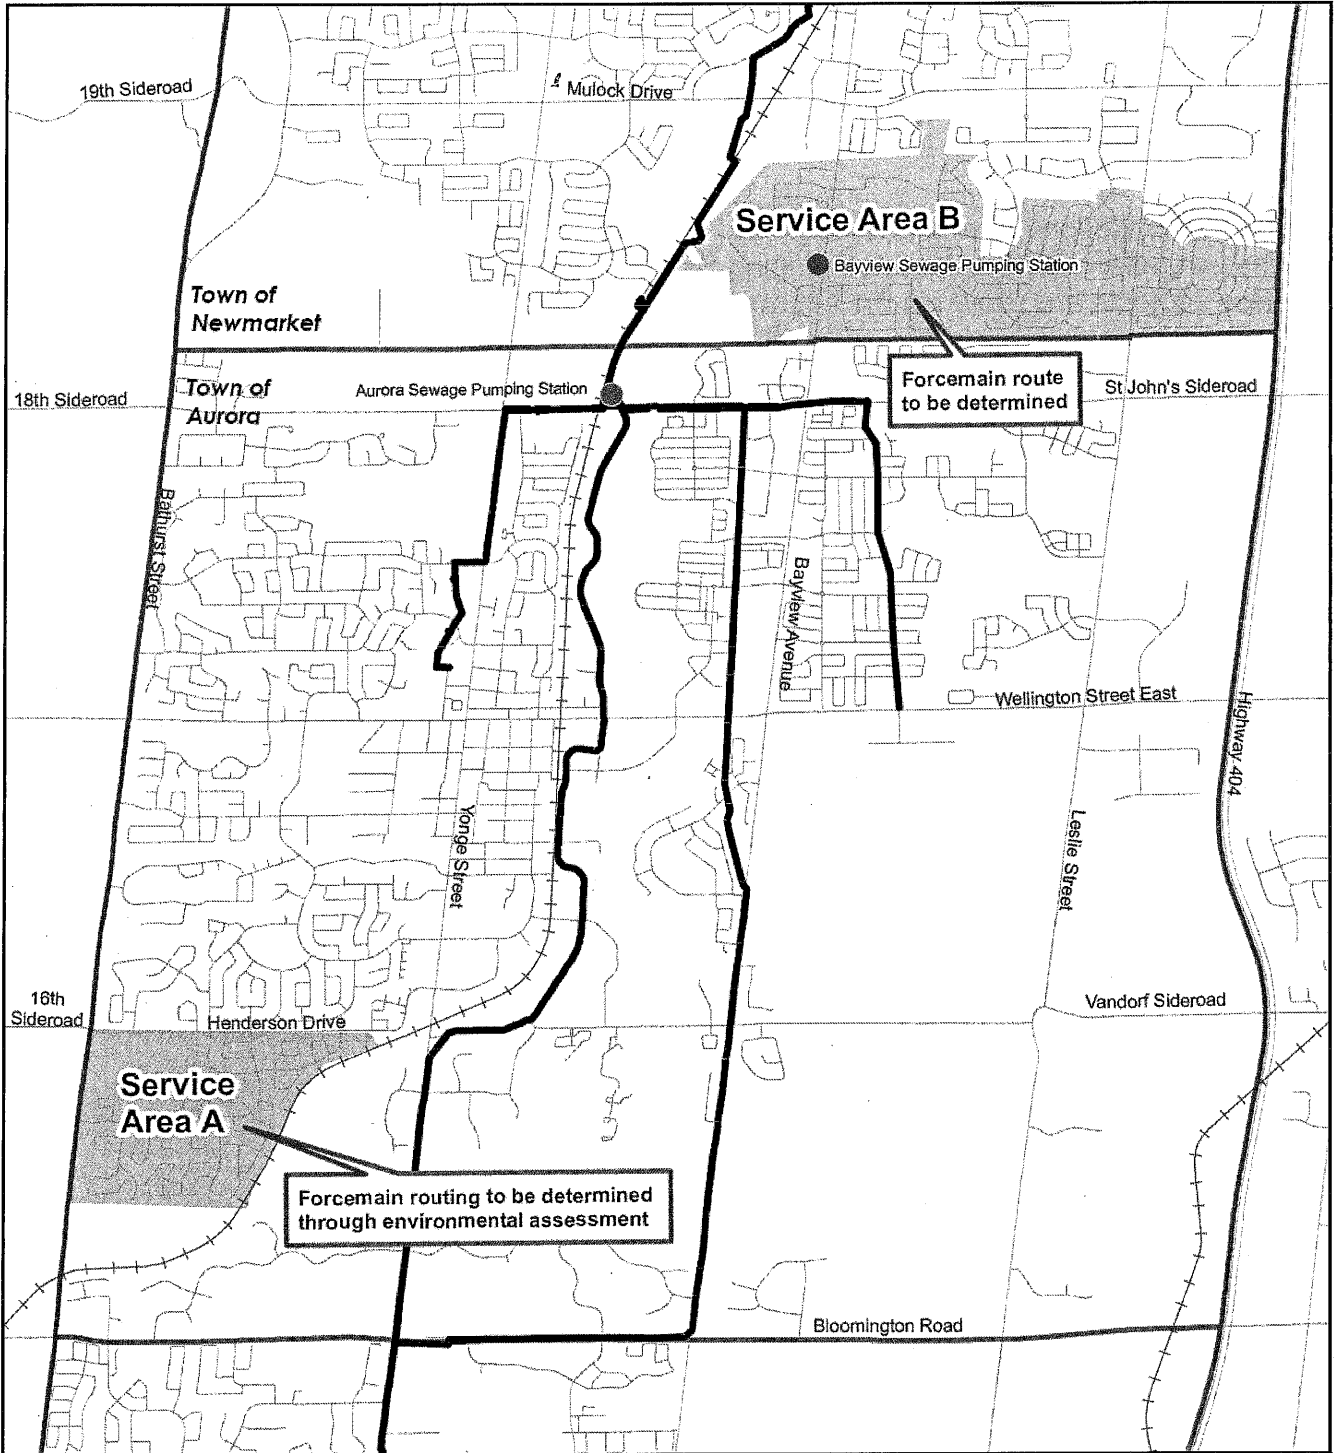 19th Sideroad
Mulock Drive
Service Area B
Bayview Sewage Pumping Station
Town of
Newmarket
Forcemain route
to be determined
St John's Sideroad
Aurora Sewage Pumping Station
18th Sideroad
Town of
Aurora
Bathurst Street
Bayview Avenue
Wellington Street East
Highway 404
Yonge Street
Leslie Street
16th
Sideroad
Henderson Drive
Vandorf Sideroad
Service
Area A
Forcemain routing to be determined
through environmental assessment
Bloomington Road